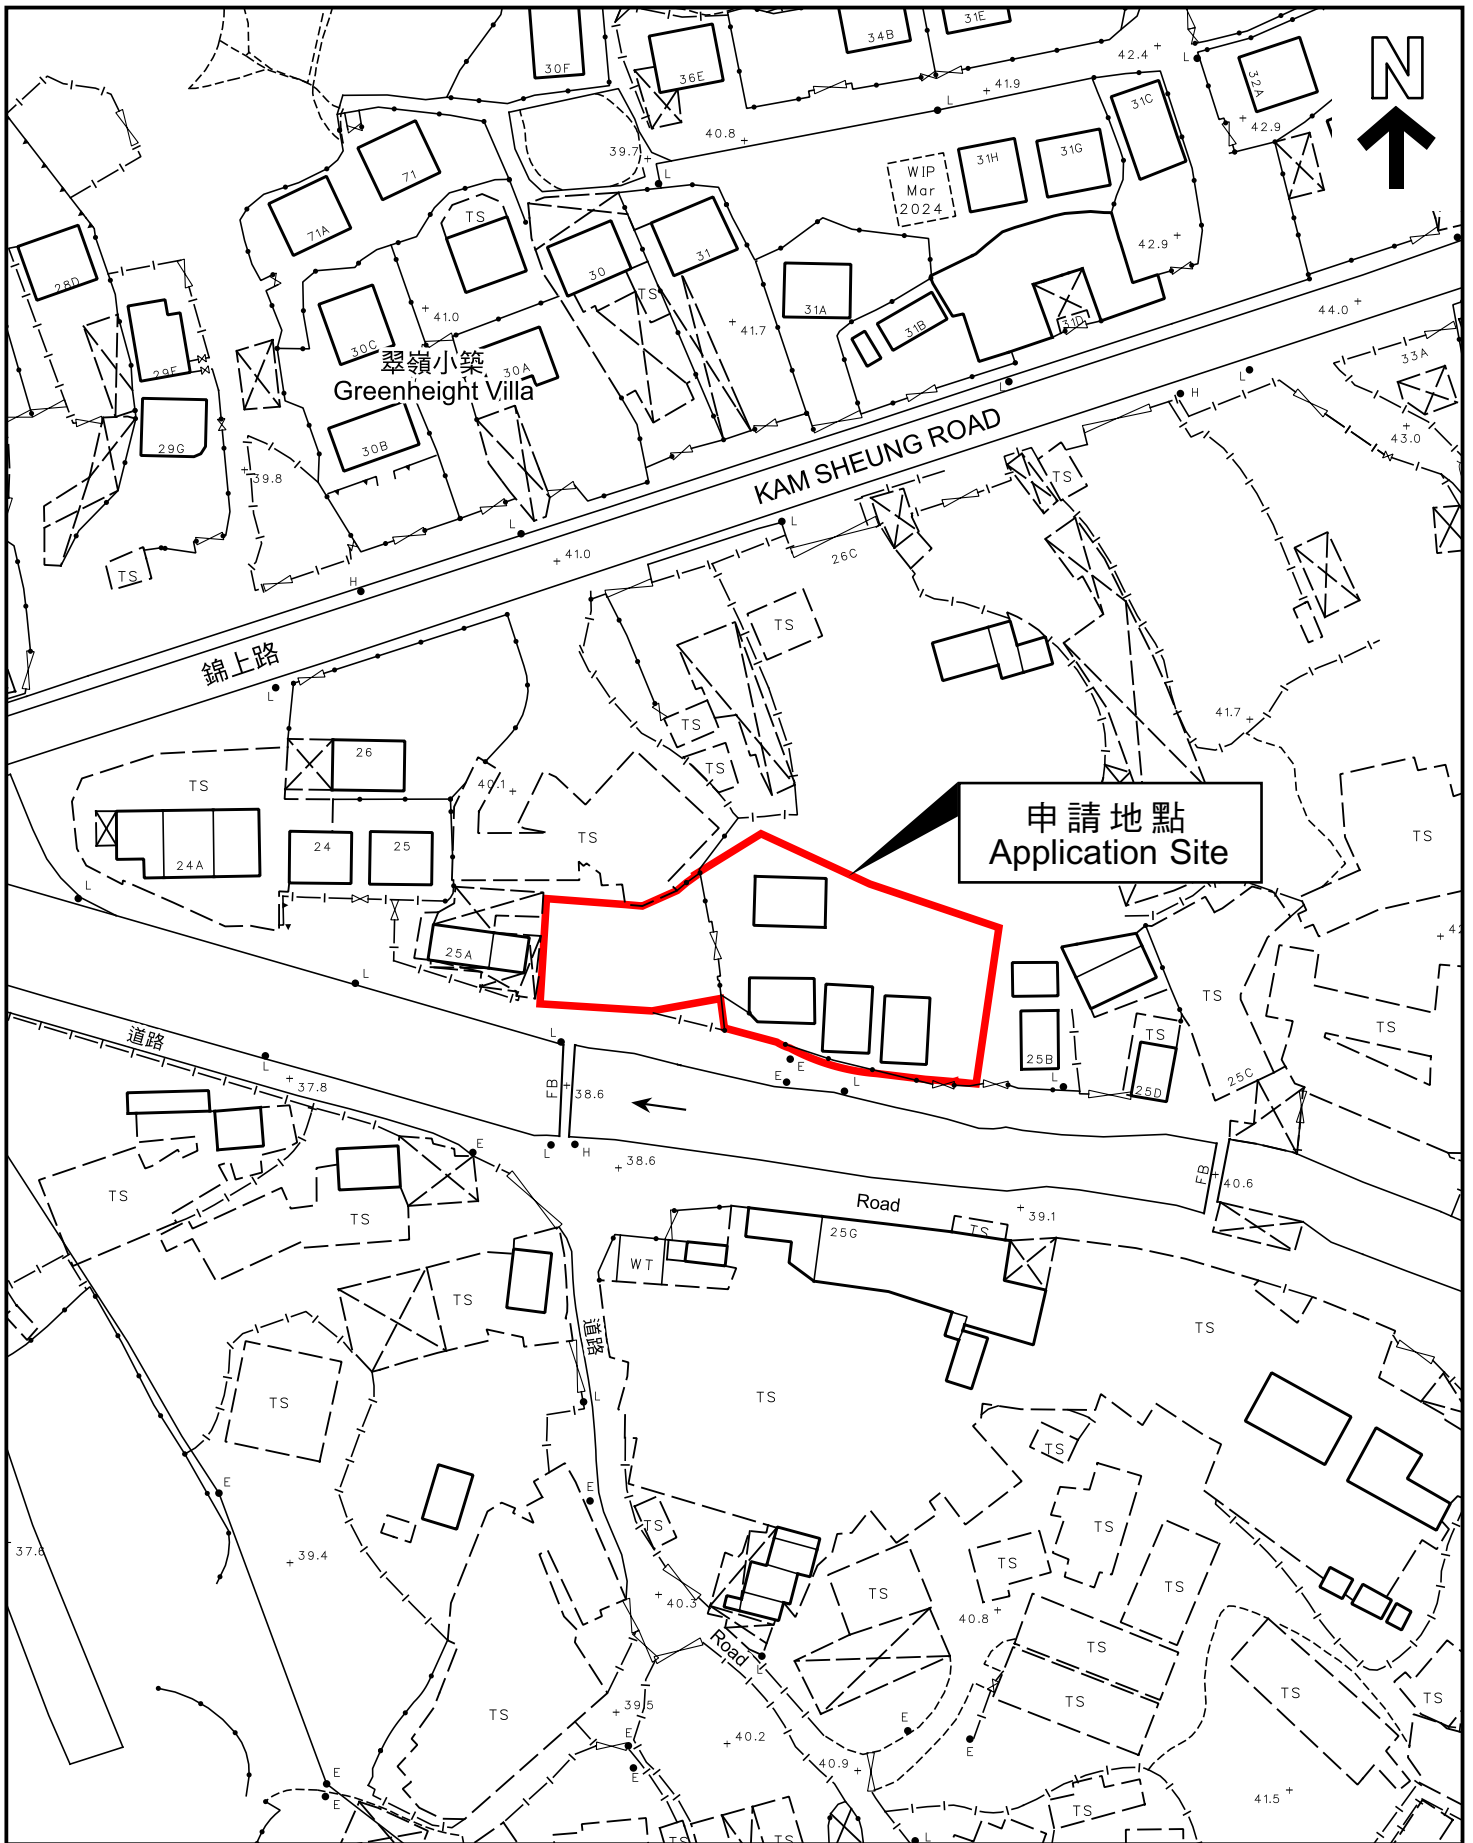 30F
36E
34B
31E
42.4
32A
N
41.9
L
L
31C
42.9
40.8
39.7
71
31H
31G
WIP
Mar
2024
L
TS
71A
42.9
28D
30
31
TS
41.0
41.7
31A
31B
31D
44.0
29F
30C
翠嶺小築
Greenheight Villa
30A
33A
L
L
H
29G
30B
39.8
KAM SHEUNG ROAD
43.0
TS
L
L
41.0
26C
TS
H
TS
錦上路
L
TS
41.7
26
TS
TS
40.1
申請地點
Application Site
24
25
24A
TS
TS
L
25A
42
L
TS
TS
TS
道路
L
25B
25D
25C
E
E
L
L
37.8
FB
38.6
L
H
E
38.6
FB
40.6
TS
TS
Road
39.1
25G
TS
WT
TS
道路
TS
TS
TS
L
TS
E
E
TS
TS
TS
37.6
39.4
TS
TS
TS
40.3
40.8
Road
L
TS
TS
TS
TS
TS
39.5
E
E
40.2
E
E
40.9
41.5
E
E
TS
TS
TS
L